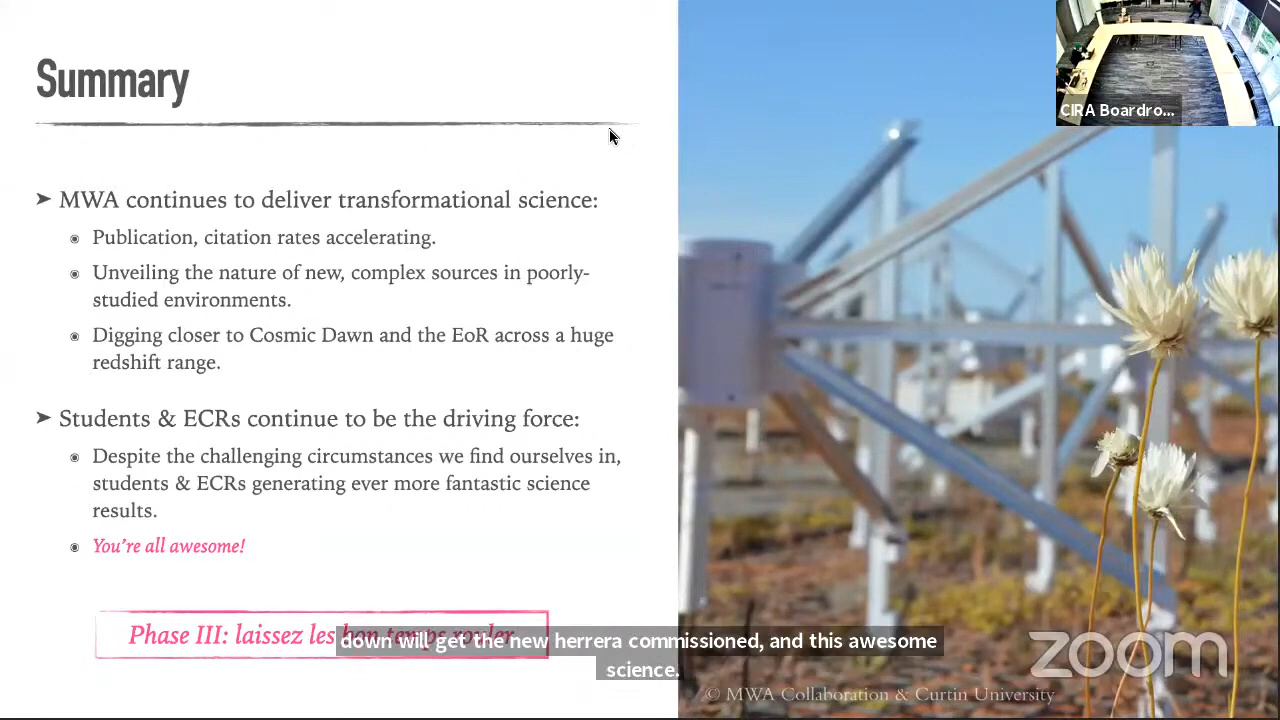 Summary
CIRA Boardro...
➤ MWA continues to deliver transformational science:
Publication, citation rates accelerating.
Unveiling the nature of new, complex sources in poorly-
studied environments.
Digging closer to Cosmic Dawn and the EoR across a huge
redshift range.
➤ Students & ECRs continue to be the driving force:
Despite the challenging circumstances we find ourselves in,
students & ECRs generating ever more fantastic science
results.
You're all awesome!
Phase III: laissez les
down will get the new herrera commissioned, and this awesome
science.
zoom
© MWA Collaboration & Curtin University